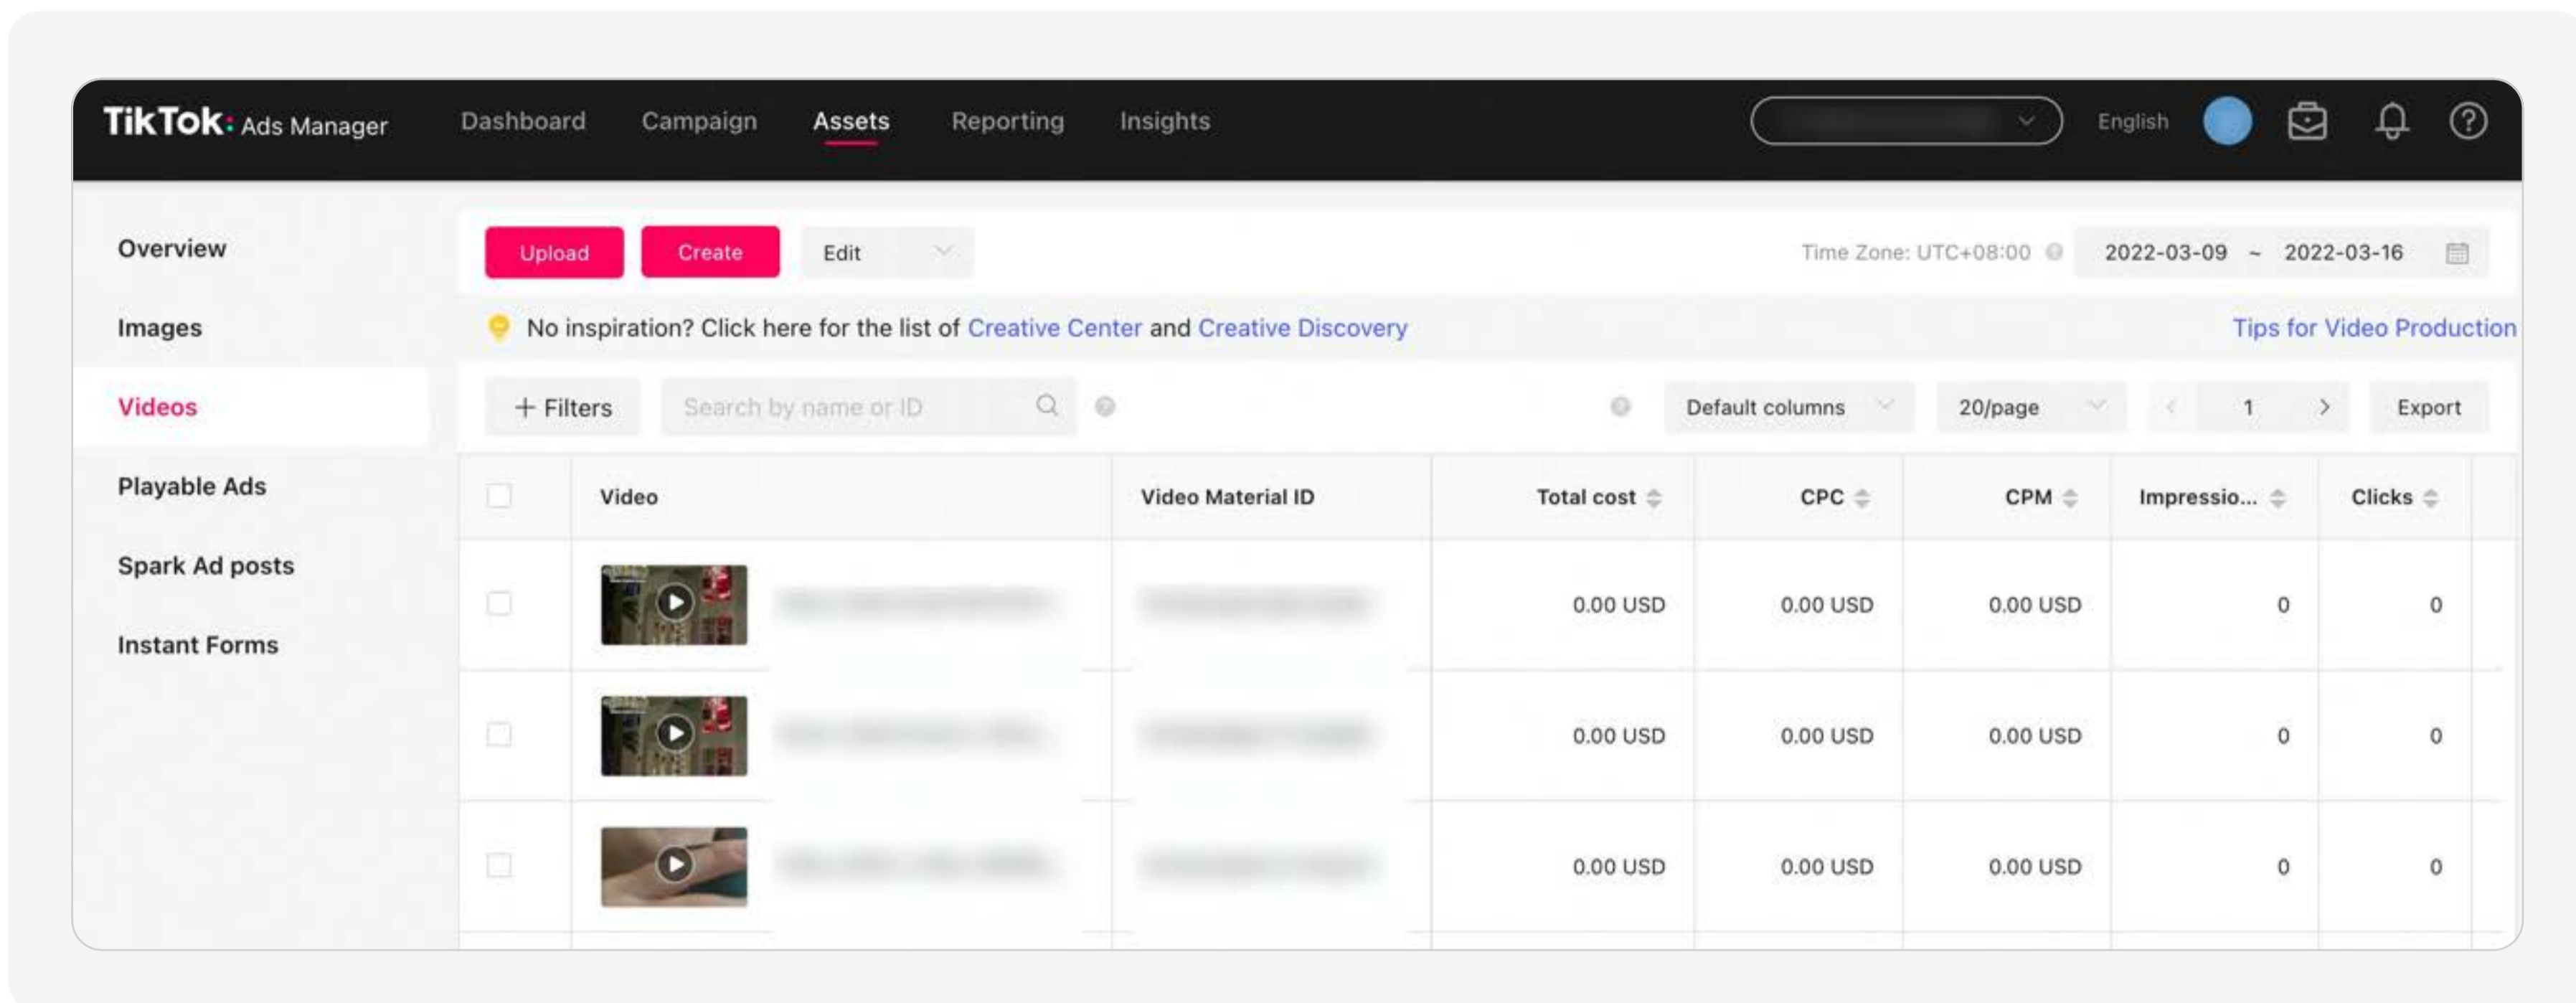 TikTok: Ads Manager Dashboard Campaign Assets Reporting Insights English
Overview
Images
Videos
Playable Ads
Spark Ad posts
Instant Forms
Upload Create Edit Time Zone: UTC+08:00 2022-03-09 ~ 2022-03-16
No inspiration? Click here for the list of Creative Center and Creative Discovery Tips for Video Production
+ Filters Search by name or ID Default columns 20/page < 1 > Export
Video Video Material ID Total cost CPC CPM Impressio... Clicks
0.00 USD 0.00 USD 0.00 USD 0 0
0.00 USD 0.00 USD 0.00 USD 0 0
0.00 USD 0.00 USD 0.00 USD 0 0